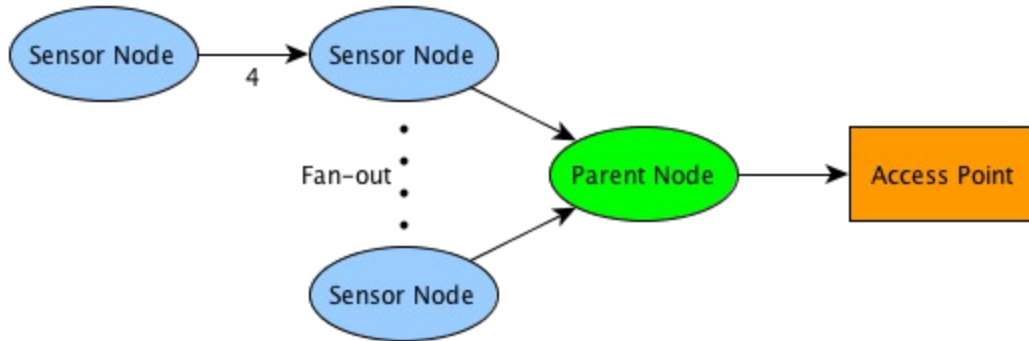 Sensor Node
4
Sensor Node
Fan-out
Sensor Node
Parent Node
Access Point